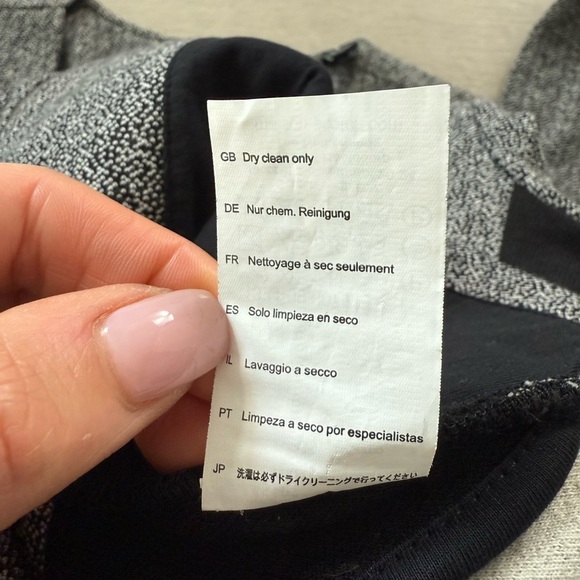 GB Dry clean only
DE Nur chem. Reinigung
FR Nettoyage à sec seulement
ES Solo limpieza en seco
IL Lavaggio a secco
PT Limpeza a seco por especialistas
JP 洗濯は必ずドライクリーニングで行ってください